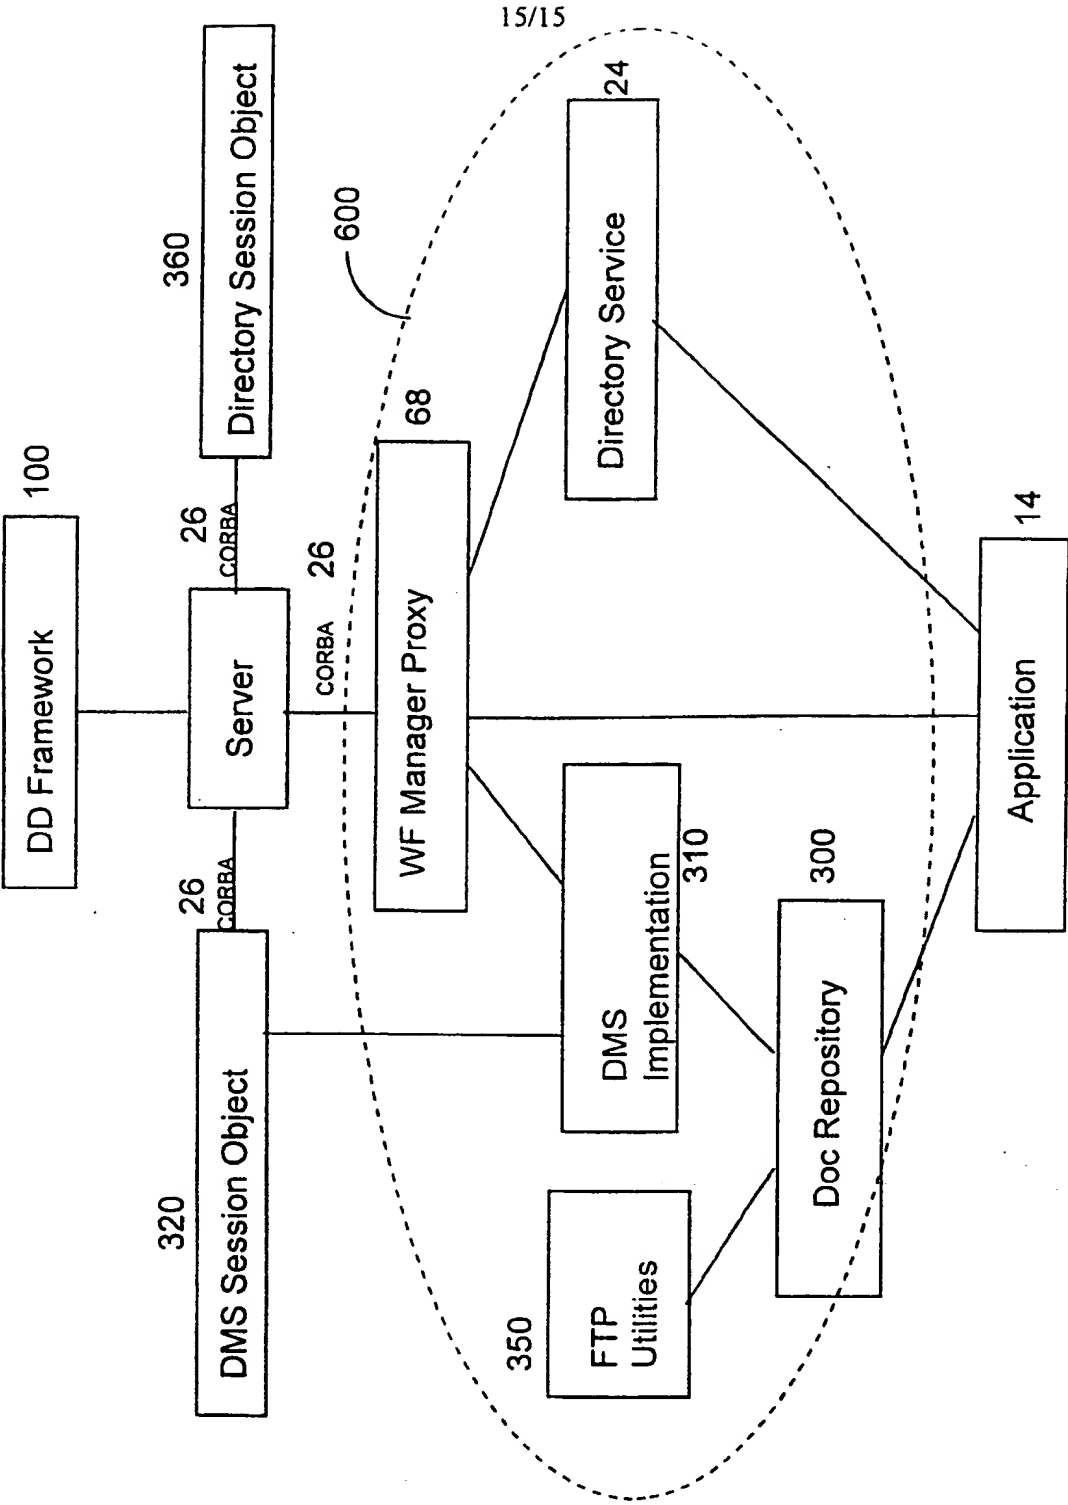 15/15
DD Framework
100
320
DMS Session Object
26
CORBA
Server
26
CORBA
360
Directory Session Object
CORBA
26
600
WF Manager Proxy
68
350
FTP
Utilities
DMS
Implementation
310
Directory Service
24
Doc Repository
300
Application
14